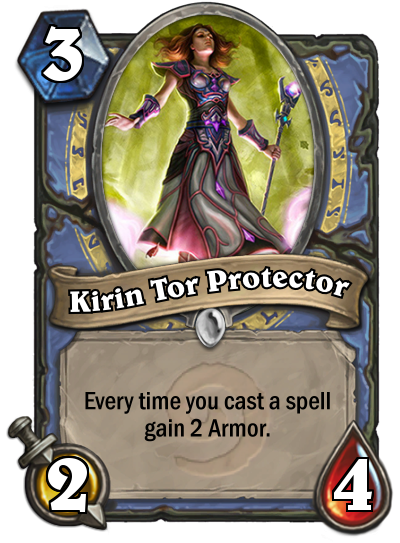 3
Kirin Tor Protector
Every time you cast a spell
gain 2 Armor.
2
4